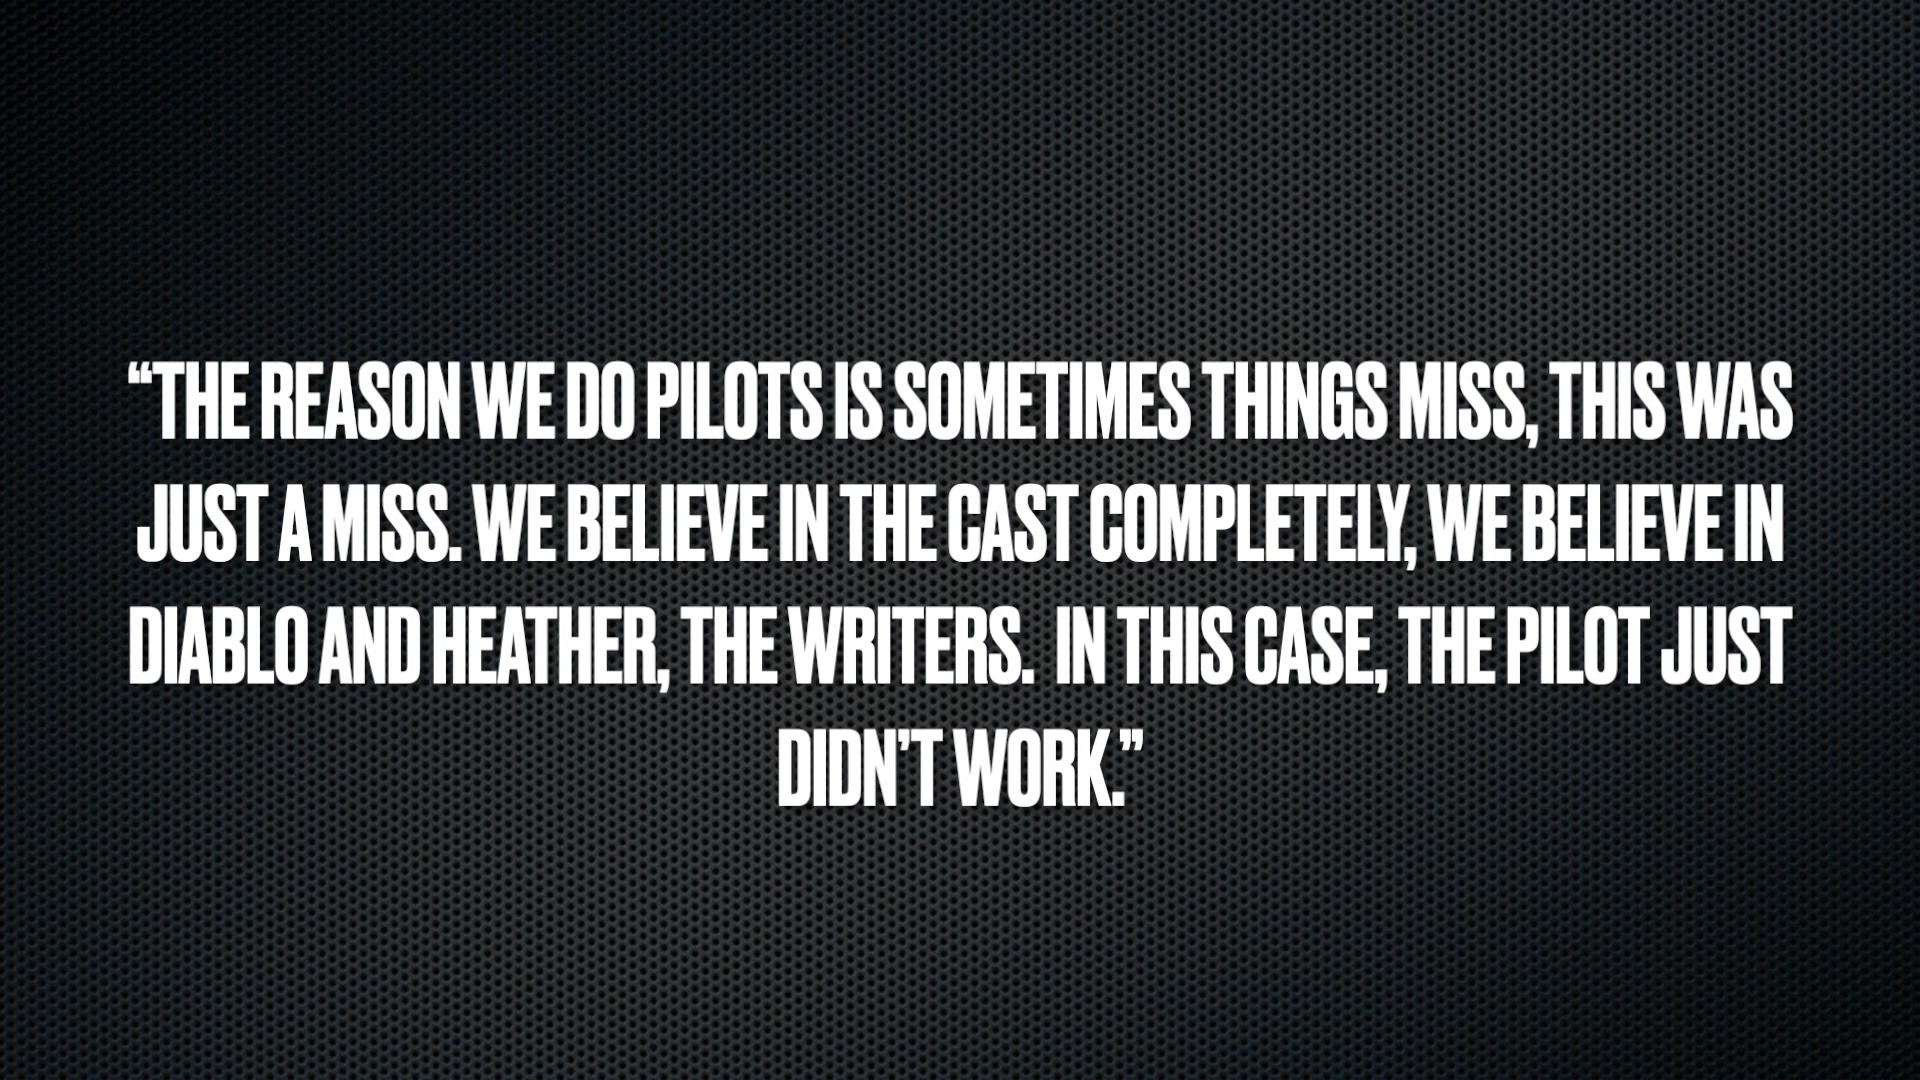 “THE REASON WE DO PILOTS IS SOMETIMES THINGS MISS, THIS WAS
JUST A MISS. WE BELIEVE IN THE CAST COMPLETELY, WE BELIEVE IN
DIABLO AND HEATHER, THE WRITERS.  IN THIS CASE, THE PILOT JUST
DIDN’T WORK.”